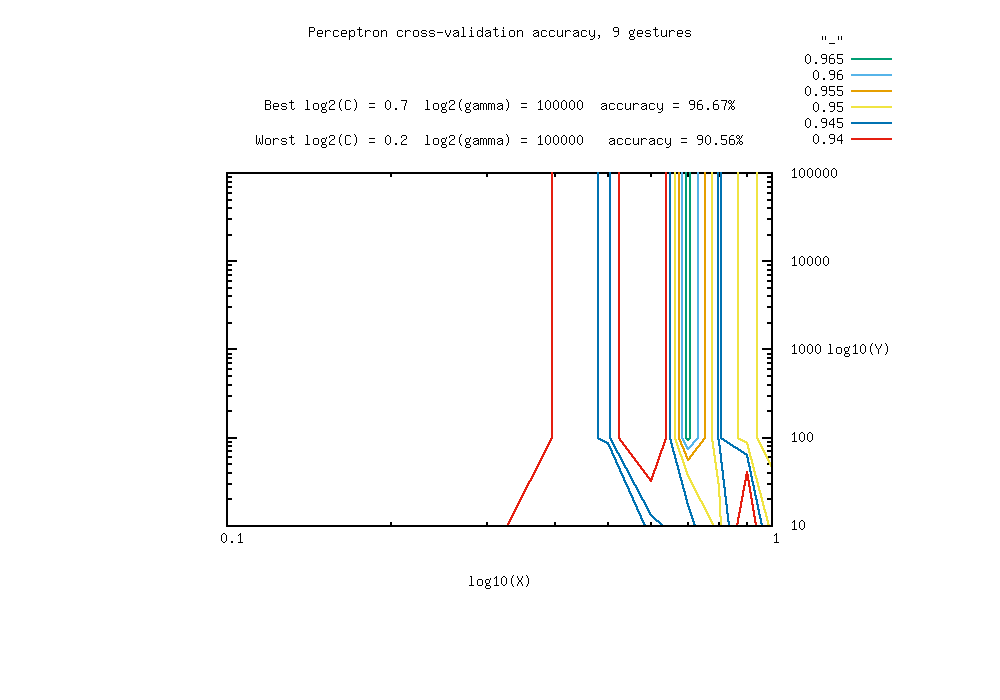 Perceptron cross-validation accuracy, 9 gestures
"_"
0.965
0.96
0.955
0.95
0.945
0.94
Best log2(C) = 0.7 log2(gamma) = 100000 accuracy = 96.67%
Worst log2(C) = 0.2 log2(gamma) = 100000 accuracy = 90.56%
100000
10000
1000 log10(Y)
100
10
0.1 1
log10(X)